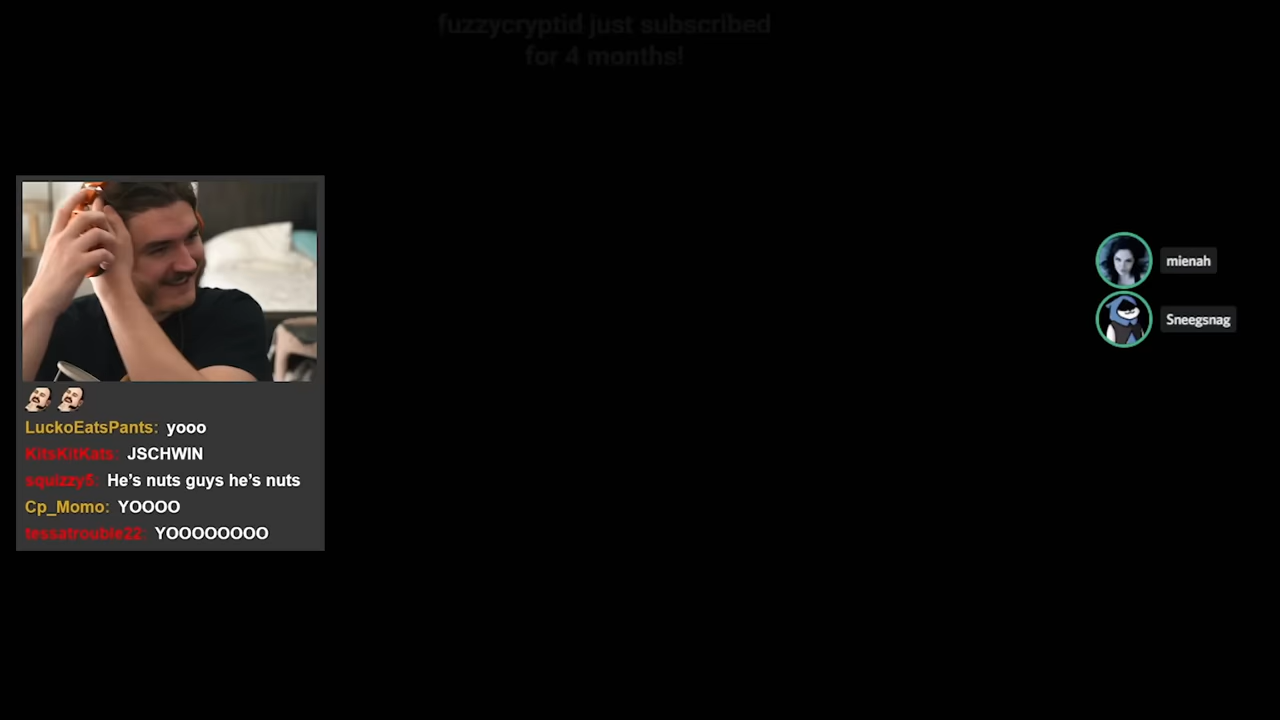 fuzzycryptid just subscribed
for 4 months!
mienah
Sneegsnag
LuckoEatsPants: yooo
KitsKitKats: JSCHWIN
squizzy5: He's nuts guys he's nuts
Cp_Momo: YOOOO
tessatrouble22: YOOOOOOOO